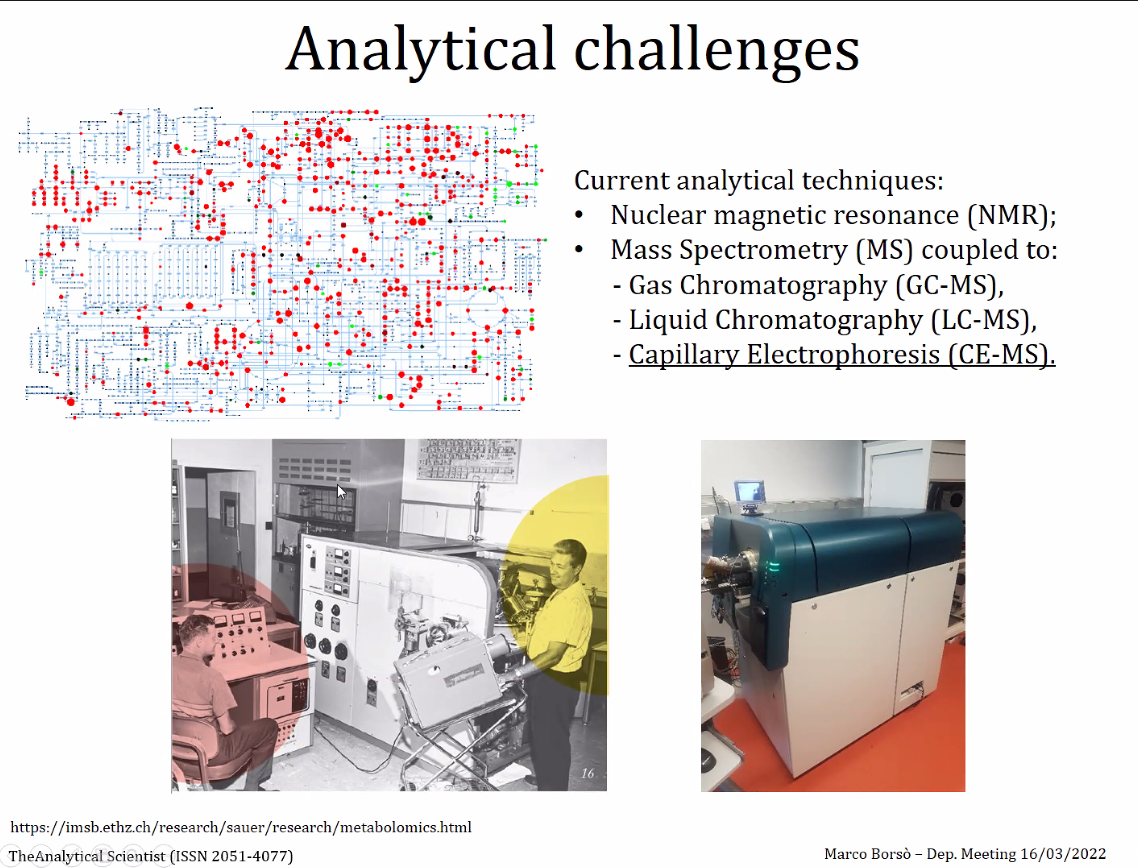 Analytical challenges
Current analytical techniques:
• Nuclear magnetic resonance (NMR);
• Mass Spectrometry (MS) coupled to:
- Gas Chromatography (GC-MS),
- Liquid Chromatography (LC-MS),
- Capillary Electrophoresis (CE-MS).
16
https://imsb.ethz.ch/research/sauer/research/metabolomics.html
TheAnalytical Scientist (ISSN 2051-4077)
Marco Borsò – Dep. Meeting 16/03/2022